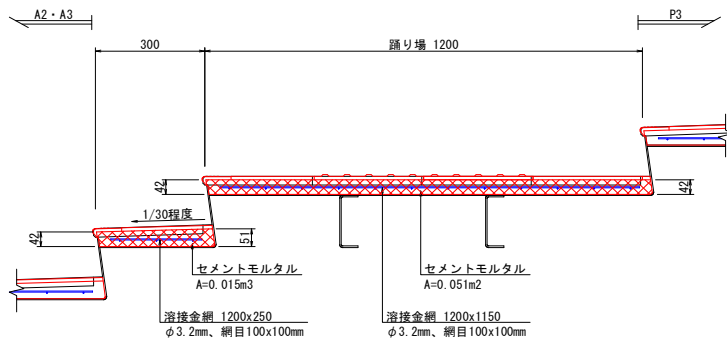 A2・A3
P3
300
踊り場 1200
42
42
1/30程度
42
51
セメントモルタル
A=0.015m3
セメントモルタル
A=0.051m2
溶接金網 1200x250
φ3.2mm、網目100x100mm
溶接金網 1200x1150
φ3.2mm、網目100x100mm